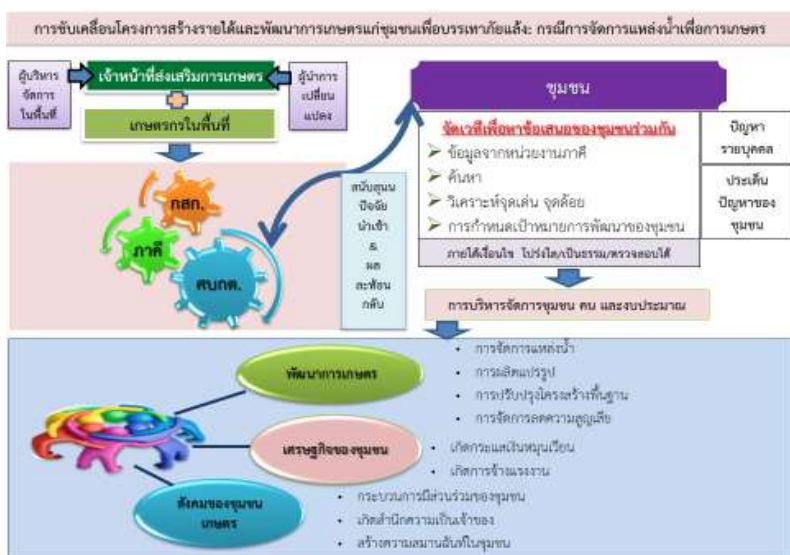 การขับเคลื่อนโครงการสร้างรายได้และพัฒนาการเกษตรแก่ชุมชนเพื่อบรรเทาภัยแล้ง: กรณีการจัดการแหล่งน้ำเพื่อการเกษตร
ผู้บริหาร
จัดการ
ในพื้นที่
เจ้าหน้าที่ส่งเสริมการเกษตร
ผู้นำการ
เปลี่ยน
แปลง
เกษตรกรในพื้นที่
กสก.
ภาคี
ศบกต.
สนับสนุน
ปัจจัย
นำเข้า
&
ผล
สะท้อน
กลับ
ชุมชน
จัดเวทีเพื่อหาข้อเสนอของชุมชนร่วมกัน
ข้อมูลจากหน่วยงานภาคี
ค้นหา
วิเคราะห์จุดเด่น จุดด้อย
การกำหนดเป้าหมายการพัฒนาของชุมชน
ปัญหา
รายบุคคล
ประเด็น
ปัญหาของ
ชุมชน
ภายใต้เงื่อนไข โปร่งใส/เป็นธรรม/ตรวจสอบได้
การบริหารจัดการชุมชน คน และงบประมาณ
พัฒนาการเกษตร
• การจัดการแหล่งน้ำ
• การผลิตแปรรูป
• การปรับปรุงโครงสร้างพื้นฐาน
• การจัดการลดความสูญเสีย
เศรษฐกิจของชุมชน
• เกิดกระแสเงินหมุนเวียน
• เกิดการจ้างแรงงาน
สังคมของชุมชน
เกษตร
• กระบวนการมีส่วนร่วมของชุมชน
• เกิดสำนึกความเป็นเจ้าของ
• สร้างความสมานฉันท์ในชุมชน